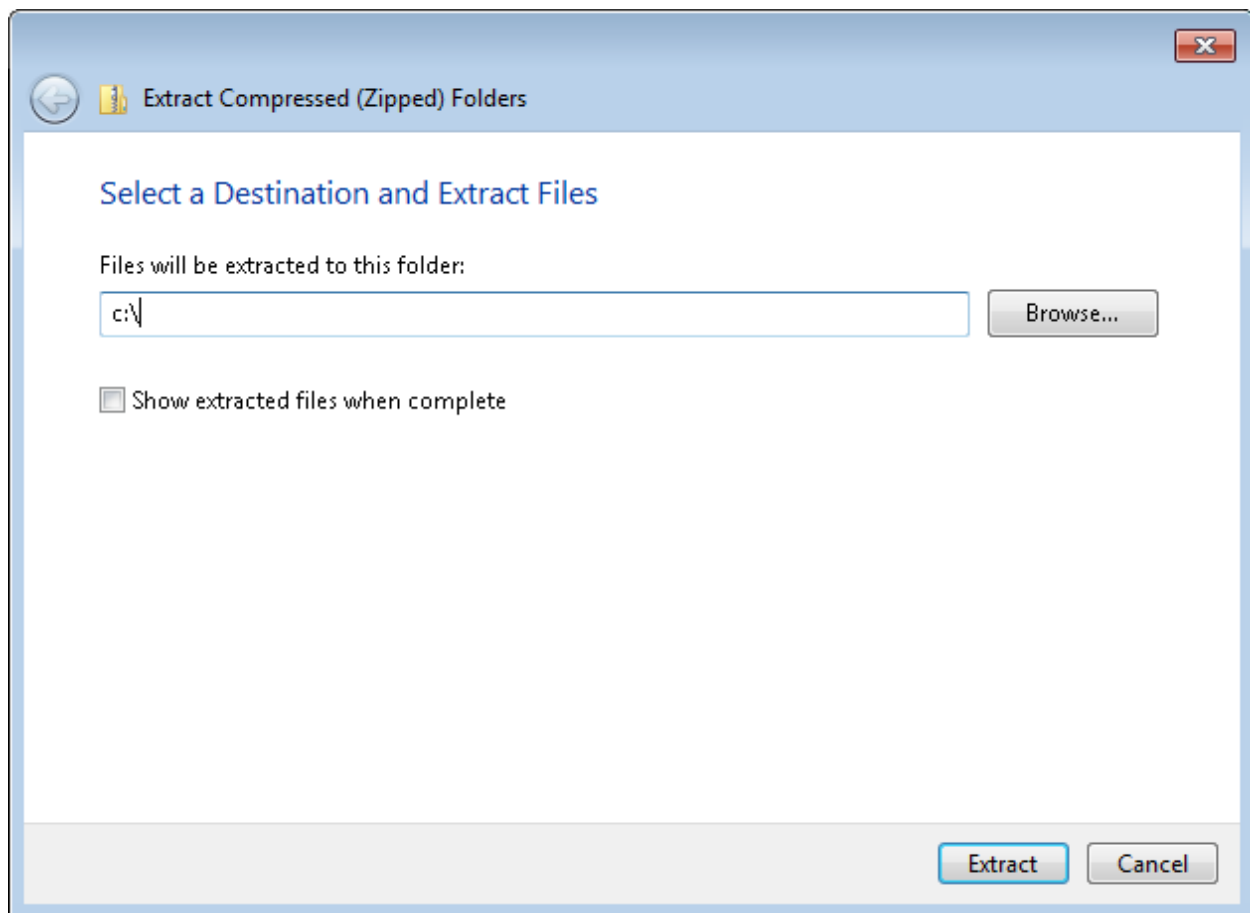 Extract Compressed (Zipped) Folders
Select a Destination and Extract Files
Files will be extracted to this folder:
c:\
Browse...
Show extracted files when complete
Extract
Cancel